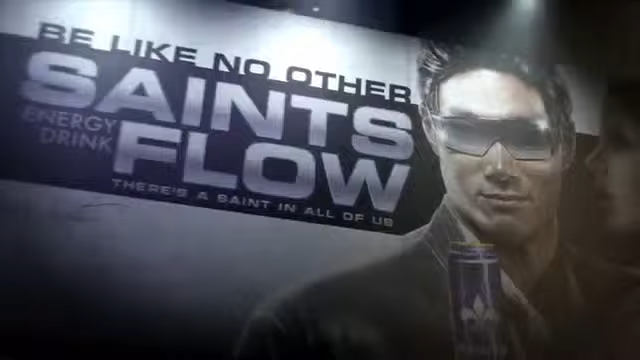 BE LIKE NO OTHER
SAINTS
ENERGY
DRINK
FLOW
THERE'S A SAINT IN ALL OF US